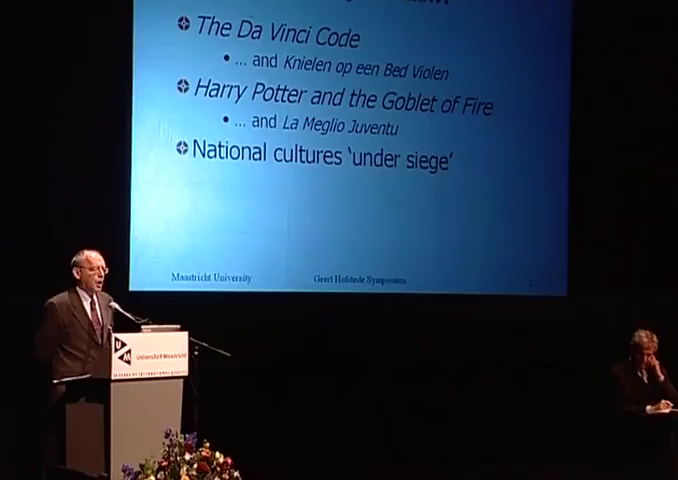 The Da Vinci Code
• ... and Knielen op een Bed Violen
Harry Potter and the Goblet of Fire
• ... and La Meglio Juventu
National cultures ‘under siege’
Maastricht University
Geert Hofstede Symposium
U
M
Universiteit Maastricht